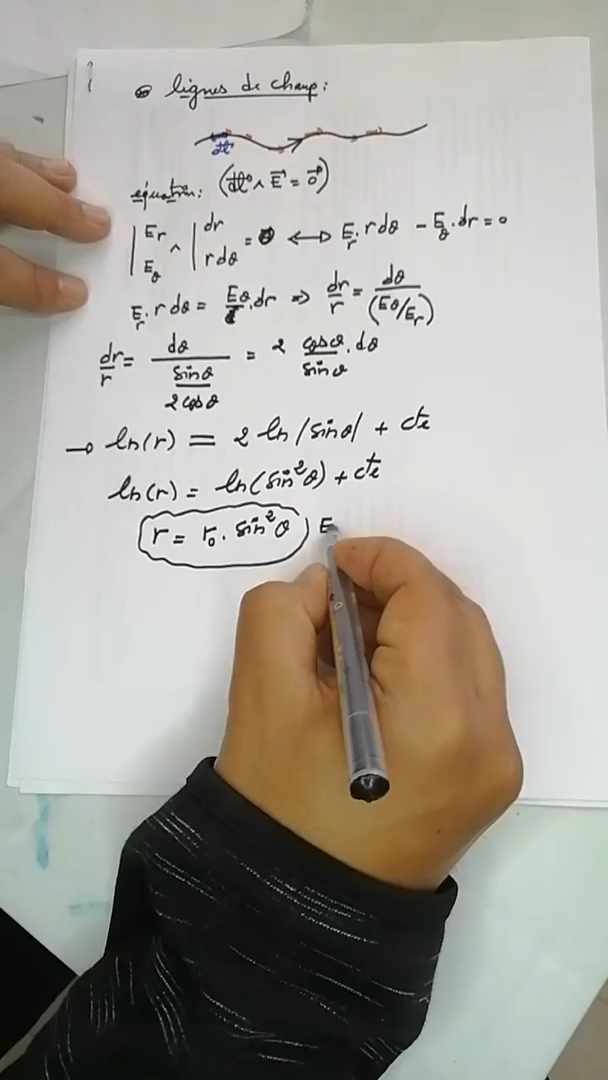 lignes de champ:
dl
équation: (dl ∧ E = 0)
| Er Eθ ∧ | dr rdθ = 0 ⟺ Er. rdθ - Eθ.dr = 0
Er. r dθ = Eθ.dr ⇒ dr/r = dθ/(Eθ/Er)
dr/r = dθ/(sinθ/2cosθ) = 2 cosθ/sinθ . dθ
→ ln(r) = 2 ln|sinθ| + cte
ln(r) = ln(sin²θ) + cte
r = r₀. sin²θ ) E